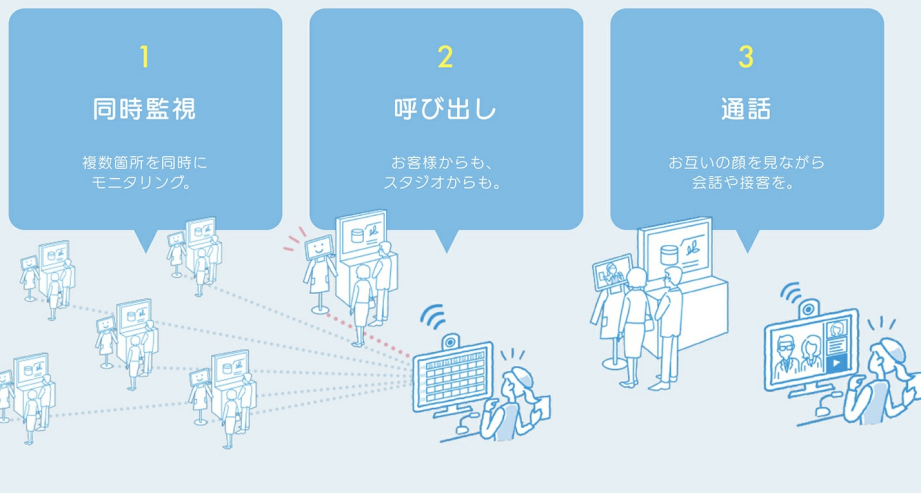 1
同時監視
複数箇所を同時に
モニタリング。
2
呼び出し
お客様からも、
スタジオからも。
3
通話
お互いの顔を見ながら
会話や接客を。